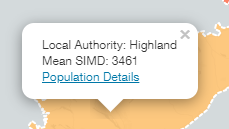 Local Authority: Highland
Mean SIMD: 3461
Population Details